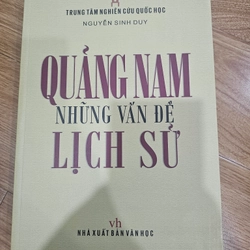 TRUNG TÂM NGHIÊN CỨU QUỐC HỌC
NGUYỄN SINH DUY
QUẢNG NAM
NHỮNG VẤN ĐỀ
LỊCH SỬ
vh
NHÀ XUẤT BẢN VĂN HỌC